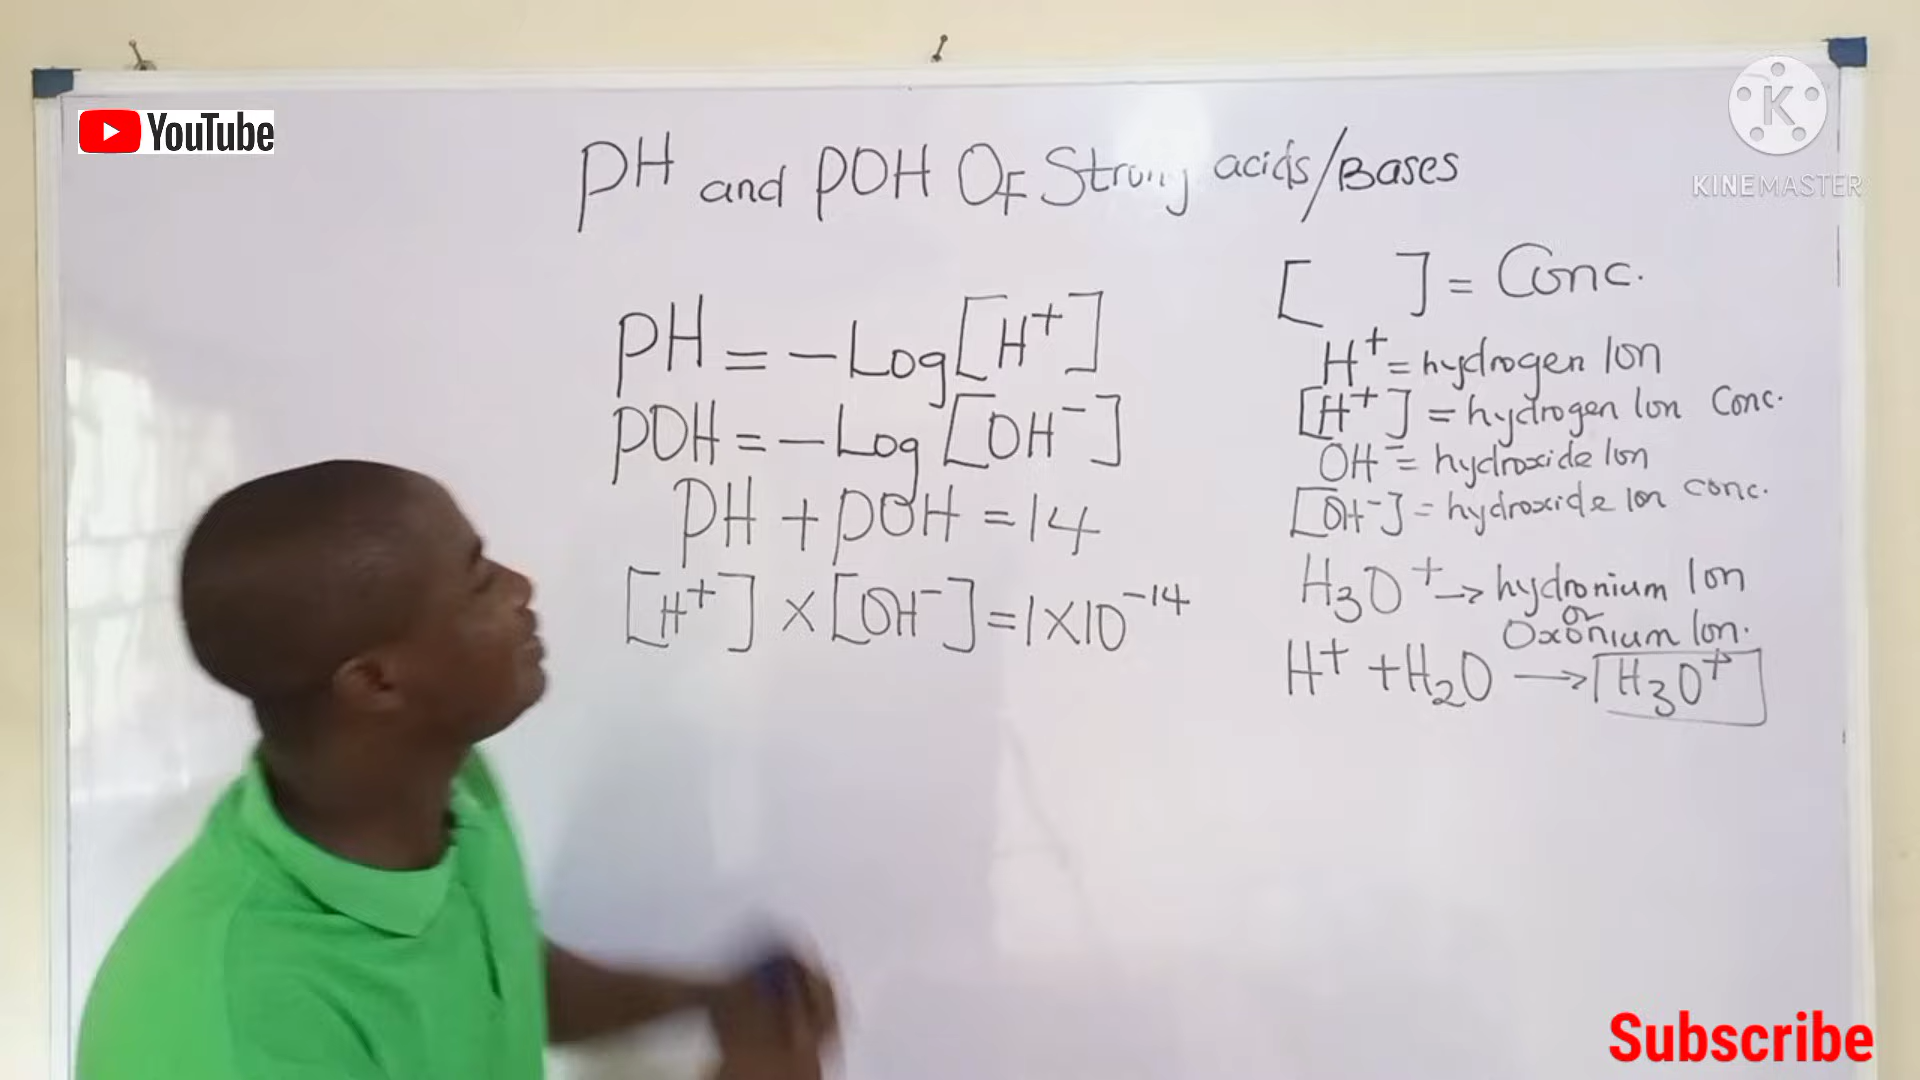 YouTube
KINEMASTER
PH and POH OF Strong acids/Bases
PH = -Log[H⁺]
POH = -Log[OH⁻]
PH + POH = 14
[H⁺] × [OH⁻] = 1×10⁻¹⁴
[ ] = Conc.
H⁺ = hydrogen Ion
[H⁺] = hydrogen Ion Conc.
OH⁻ = hydroxide Ion
[OH⁻] = hydroxide Ion conc.
H₃O⁺ → hydronium Ion
or
Oxonium Ion.
H⁺ + H₂O → H₃O⁺
Subscribe